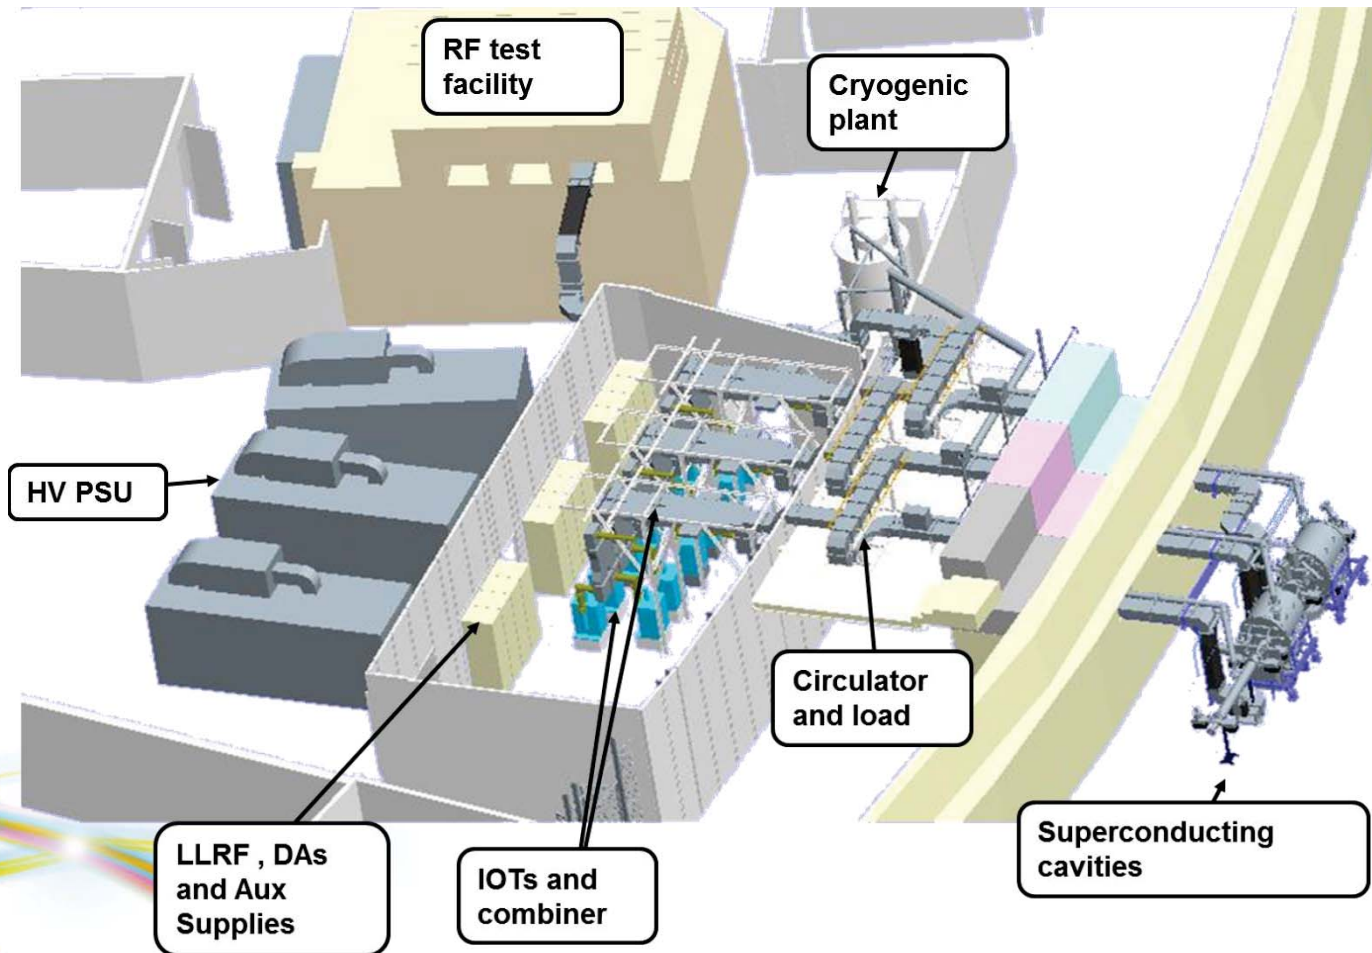 RF test
facility
Cryogenic
plant
HV PSU
Circulator
and load
LLRF , DAs
and Aux
Supplies
IOTs and
combiner
Superconducting
cavities